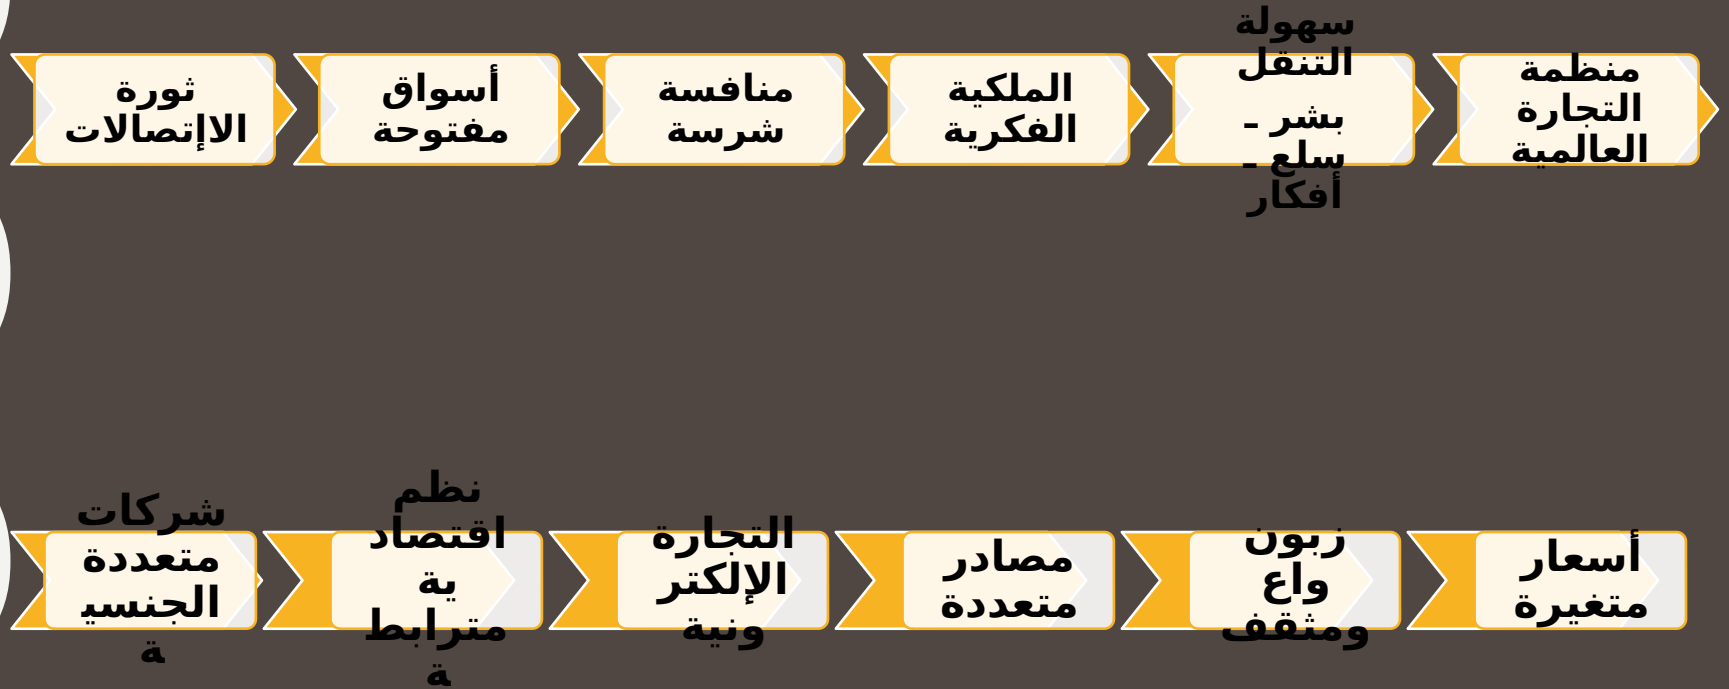 ثورة
الاإتصالات
أسواق
مفتوحة
منافسة
شرسة
الملكية
الفكرية
سهولة
التنقل
بشر ـ
سلع ـ
أفكار
منظمة
التجارة
العالمية
شركات
متعددة
الجنسي
ة
نظم
اقتصاد
ية
مترابط
ة
التجارة
الإلكتر
ونية
مصادر
متعددة
زبون
واع
ومثقف
أسعار
متغيرة